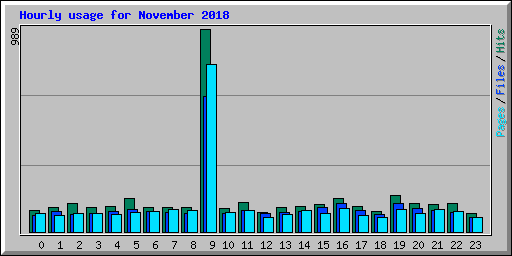 Hourly usage for November 2018
989
Pages/Files/Hits
0 1 2 3 4 5 6 7 8 9 10 11 12 13 14 15 16 17 18 19 20 21 22 23